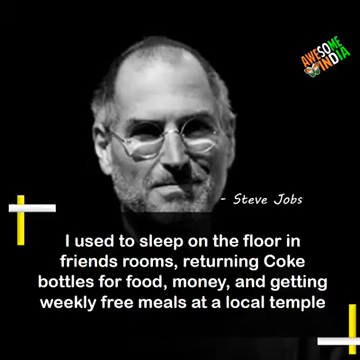 AWESOME
INDIA
- Steve Jobs
I used to sleep on the floor in
friends rooms, returning Coke
bottles for food, money, and getting
weekly free meals at a local temple